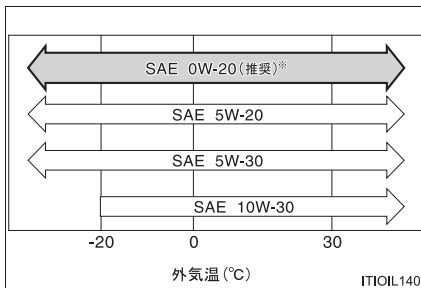 SAE 0W-20(推奨)※
SAE 5W-20
SAE 5W-30
SAE 10W-30
-20 0 30
外気温(℃)
ITIOIL140